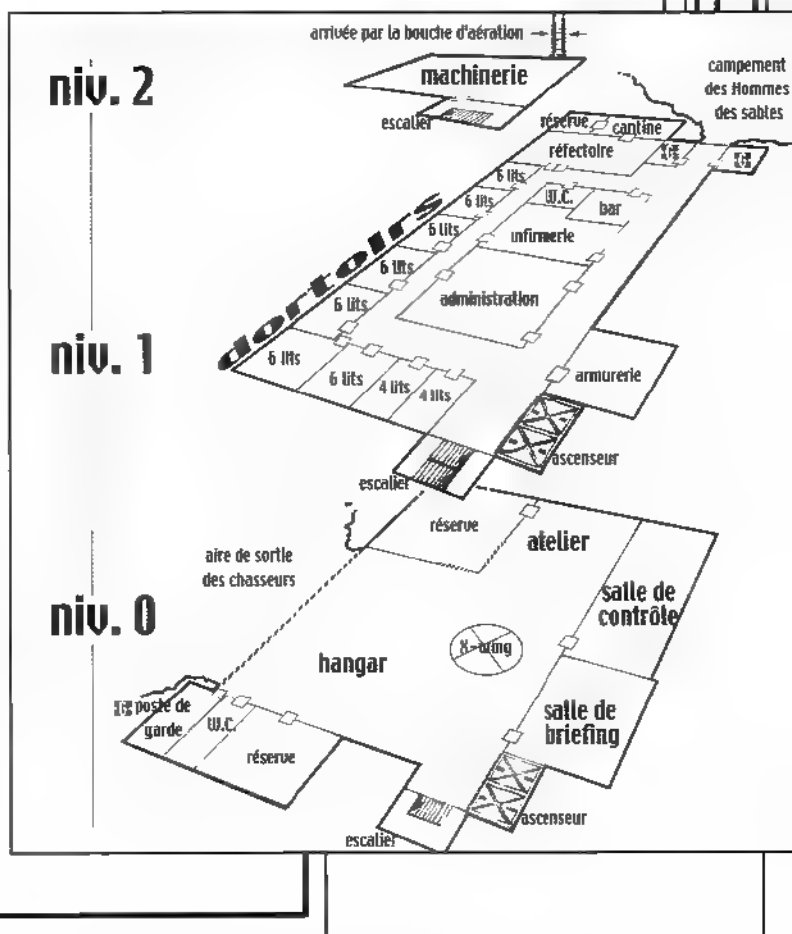 arrivée par la bouche d'aération
niv. 2
machinerie
campement
des Hommes
des sables
escalier
réserve
cantine
réfectoire
6 lits
6 lits
W.C.
bar
6 lits
infirmerie
6 lits
dortoirs
6 lits
administration
niv. 1
6 lits
6 lits
4 lits
4 lits
armurerie
ascenseur
escalier
réserve
atelier
aire de sortie
des chasseurs
salle de
contrôle
niv. 0
X-wing
hangar
poste de
garde
W.C.
réserve
salle de
briefing
ascenseur
escalier